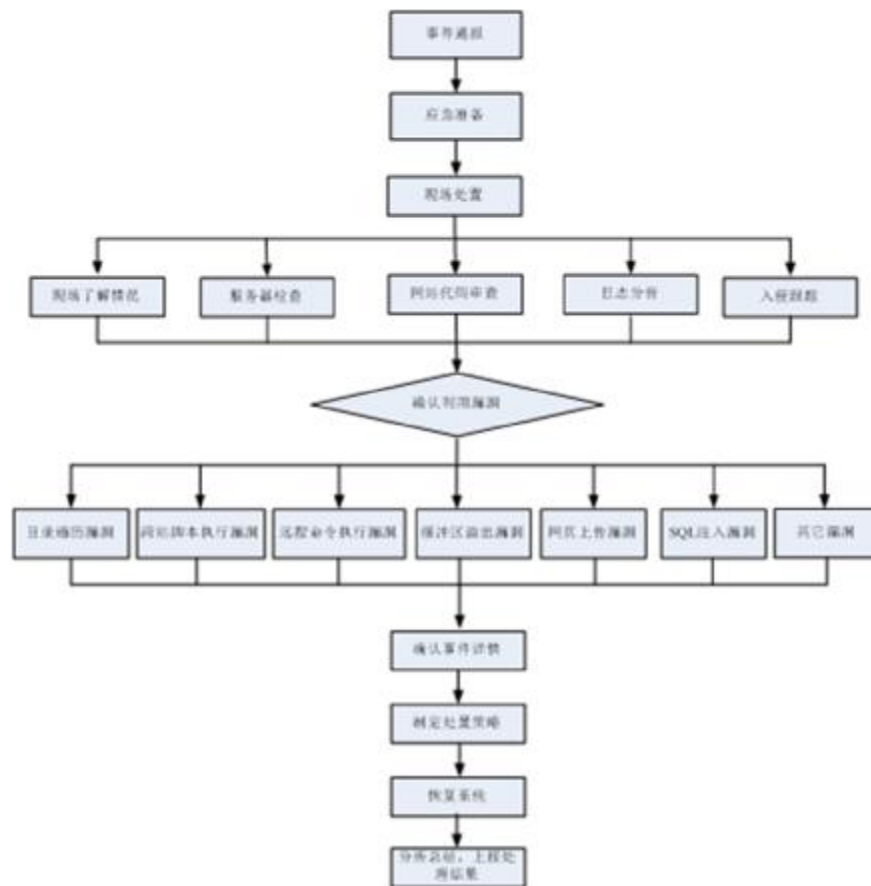 事件通报
应急准备
现场处置
现场了解情况
服务器检查
网站代码审查
日志分析
入侵跟踪
确认利用漏洞
目录遍历漏洞
跨站脚本执行漏洞
远程命令执行漏洞
缓冲区溢出漏洞
网页上传漏洞
SQL注入漏洞
其它漏洞
确认事件详情
制定处置策略
恢复系统
分析总结，上报处
理结果